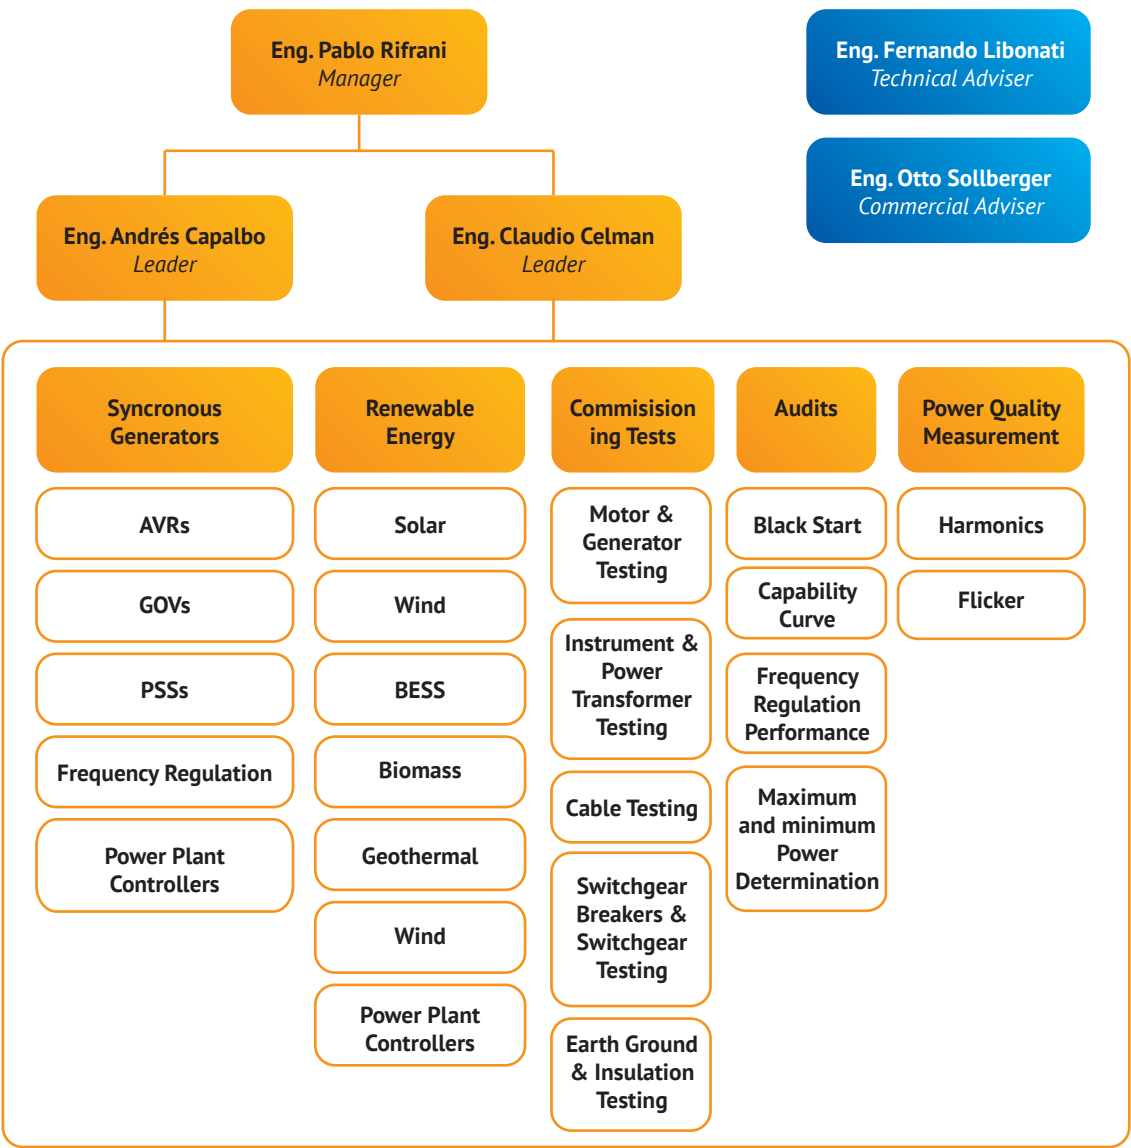 Eng. Pablo Rifrani
Manager
Eng. Fernando Libonati
Technical Adviser
Eng. Otto Sollberger
Commercial Adviser
Eng. Andrés Capalbo
Leader
Eng. Claudio Celman
Leader
Syncronous
Generators
AVRs
GOVs
PSSs
Frequency Regulation
Power Plant
Controllers
Renewable
Energy
Solar
Wind
BESS
Biomass
Geothermal
Wind
Power Plant
Controllers
Commisision
ing Tests
Motor &
Generator
Testing
Instrument &
Power
Transformer
Testing
Cable Testing
Switchgear
Breakers &
Switchgear
Testing
Earth Ground
& Insulation
Testing
Audits
Black Start
Capability
Curve
Frequency
Regulation
Performance
Maximum
and minimum
Power
Determination
Power Quality
Measurement
Harmonics
Flicker